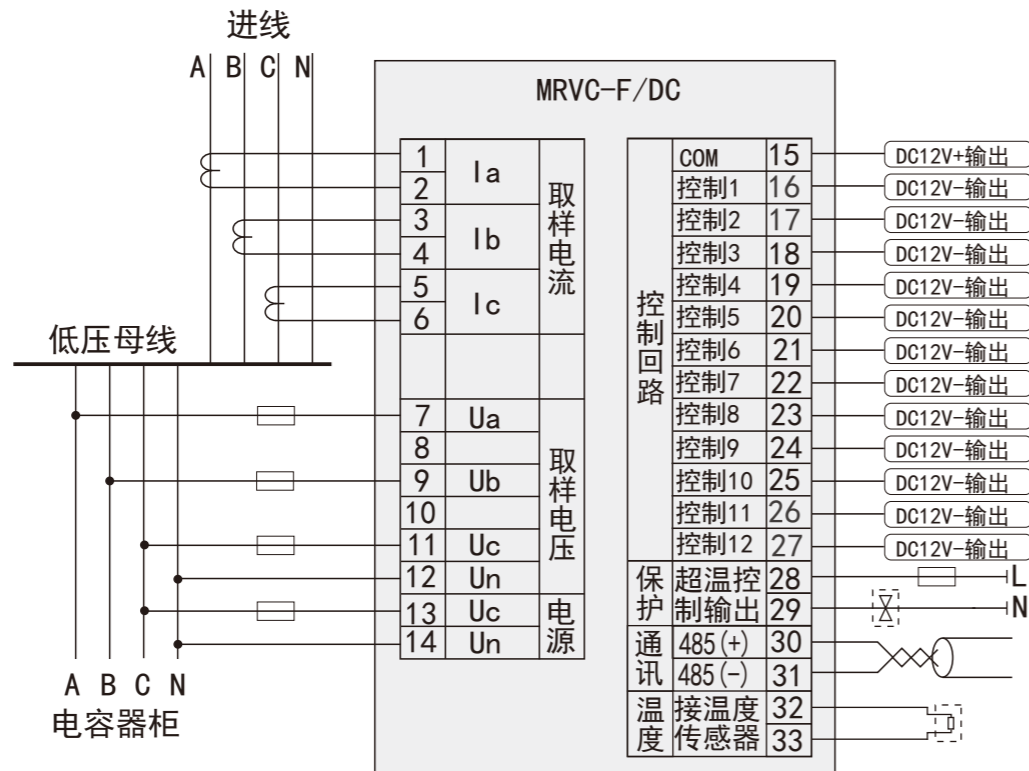 进线
A B C N
MRVC-F/DC
1
2
Ia
3
4
Ib
5
6
Ic
取样电流
低压母线
7 Ua
8
9 Ub
10
11 Uc
12 Un
取样电压
13 Uc
14 Un
电源
A B C N
电容器柜
控制回路
COM 15 DC12V+输出
控制1 16 DC12V-输出
控制2 17 DC12V-输出
控制3 18 DC12V-输出
控制4 19 DC12V-输出
控制5 20 DC12V-输出
控制6 21 DC12V-输出
控制7 22 DC12V-输出
控制8 23 DC12V-输出
控制9 24 DC12V-输出
控制10 25 DC12V-输出
控制11 26 DC12V-输出
控制12 27 DC12V-输出
保护
超温控 28 L
制输出 29 N
通讯
485(+) 30
485(-) 31
温度
接温度 32
传感器 33